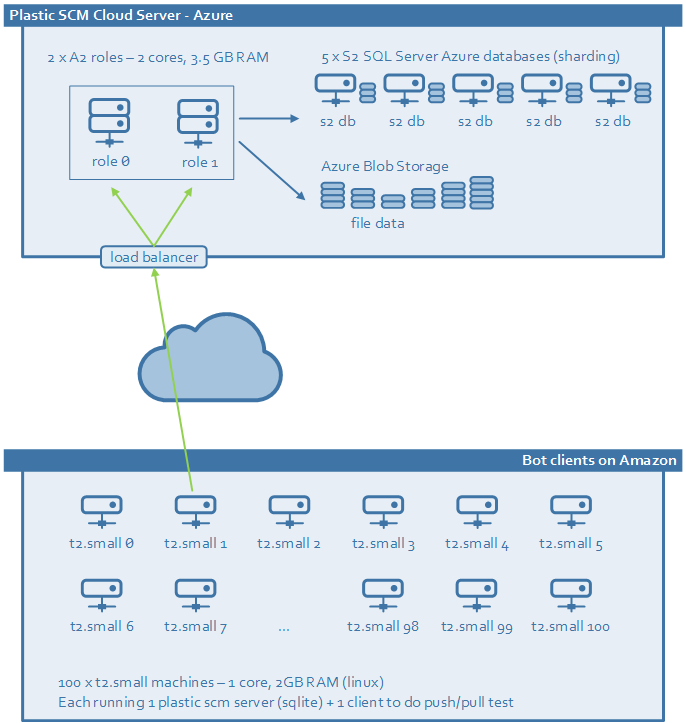 Plastic SCM Cloud Server - Azure
2 x A2 roles – 2 cores, 3.5 GB RAM
5 x S2 SQL Server Azure databases (sharding)
s2 db s2 db s2 db s2 db s2 db
role 0 role 1
Azure Blob Storage
file data
load balancer
Bot clients on Amazon
t2.small 0 t2.small 1 t2.small 2 t2.small 3 t2.small 4 t2.small 5
t2.small 6 t2.small 7 ... t2.small 98 t2.small 99 t2.small 100
100 x t2.small machines – 1 core, 2GB RAM (linux)
Each running 1 plastic scm server (sqlite) + 1 client to do push/pull test